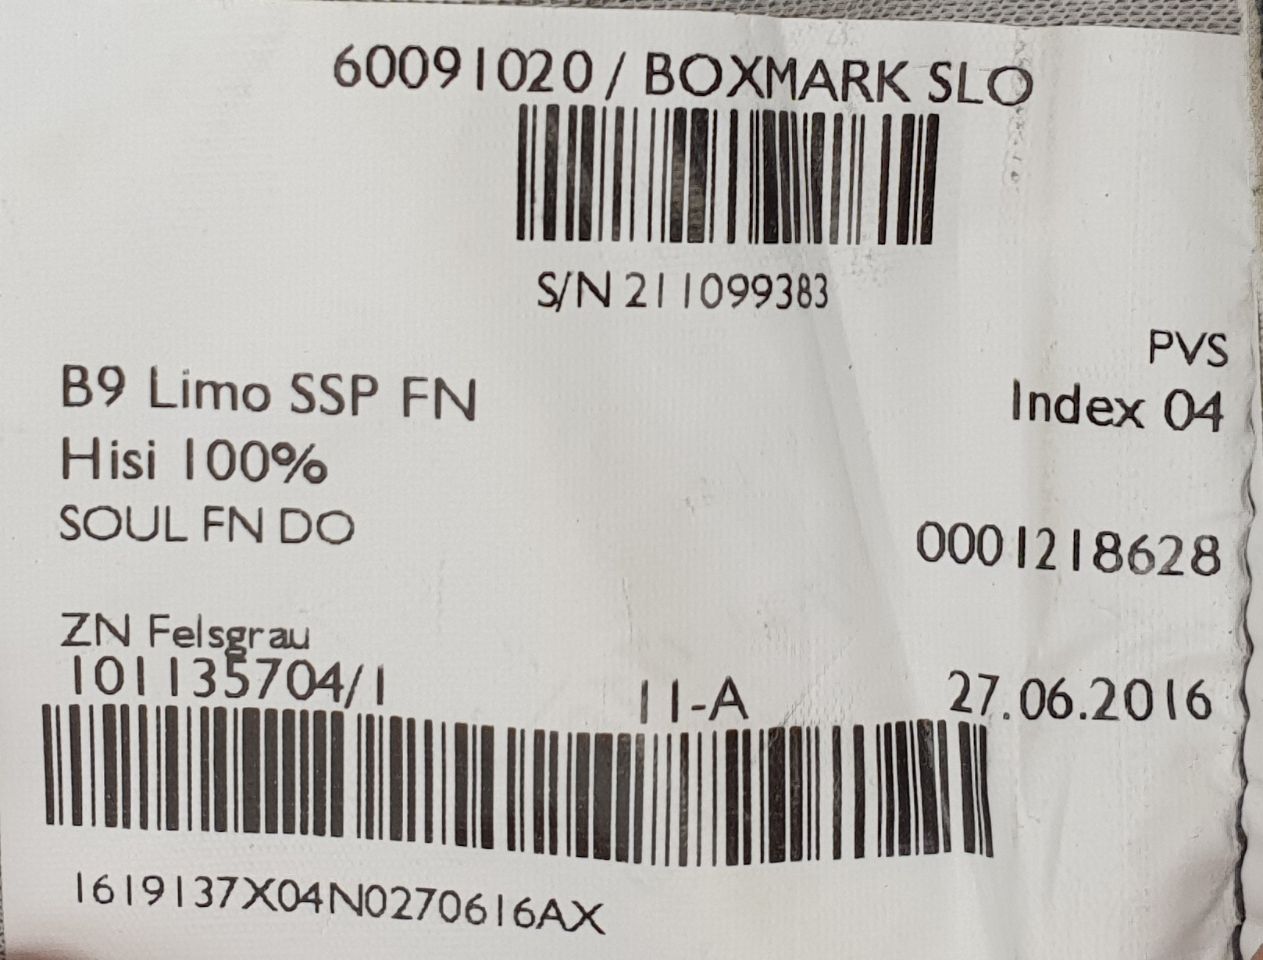 60091020 / BOXMARK SLO
S/N 211099383
PVS
B9 Limo SSP FN
Index 04
Hisi 100%
SOUL FN DO
0001218628
ZN Felsgrau
101135704/1
11-A
27.06.2016
1619137X04N0270616AX